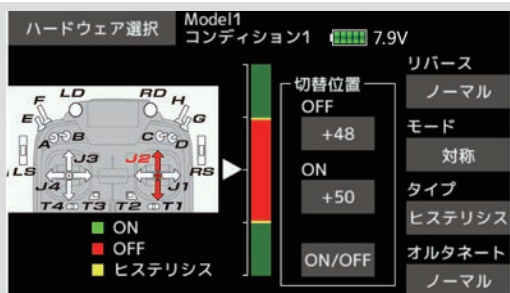 ハードウェア選択
Model1
コンディション1 7.9V
リバース
ノーマル
モード
対称
タイプ
ヒステリシス
オルタネート
ノーマル
切替位置
OFF
+48
ON
+50
ON/OFF
LD RD
F H
E G
A B C D
J3 J2
LS RS
J4 J1
T4 T3 T2 T1
ON
OFF
ヒステリシス